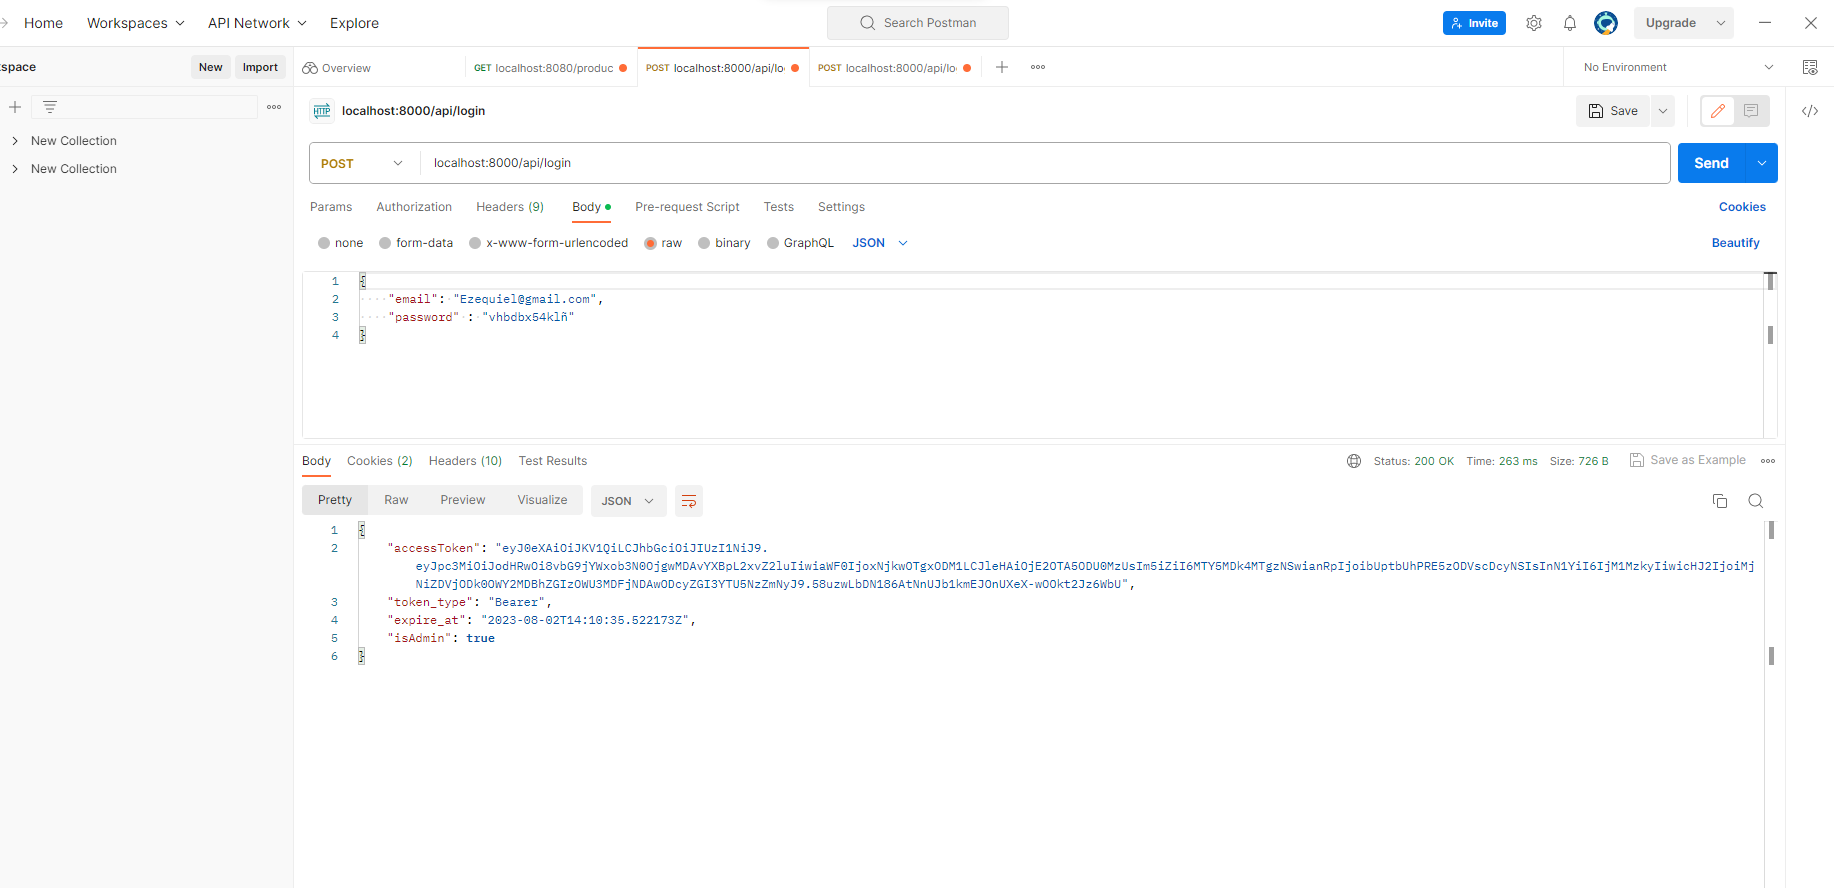 Home Workspaces API Network Explore Search Postman Invite Upgrade
space New Import Overview GET localhost:8080/produc POST localhost:8000/api/lo POST localhost:8000/api/lo No Environment
HTTP localhost:8000/api/login Save
New Collection
New Collection
POST localhost:8000/api/login Send
Params Authorization Headers (9) Body Pre-request Script Tests Settings Cookies
none form-data x-www-form-urlencoded raw binary GraphQL JSON Beautify
1 {
2 "email": "Ezequiel@gmail.com",
3 "password" : "vhbdbx54klñ"
4 }
Body Cookies (2) Headers (10) Test Results Status: 200 OK Time: 263 ms Size: 726 B Save as Example
Pretty Raw Preview Visualize JSON
1 {
2 "accessToken": "eyJ0eXAiOiJKV1QiLCJhbGciOiJIUzI1NiJ9.
eyJpc3MiOiJodHRwOi8vbG9jYWxob3N0OjgwMDAvYXBpL2xvZ2luIiwiaWF0IjoxNjkwOTgxODM1LCJleHAiOjE2OTA5ODU0MzUsIm5iZiI6MTY5MDk4MTgzNSwianRpIjoibUptbUhPRE5zODVscDcyNSIsInN1YiI6IjM1MzkyIiwicHJ2IjoiMj
NiZDVjODk0OWY2MDBhZGIzOWU3MDFjNDAwODcyZGI3YTU5NzZmNyJ9.58uzwLbDN186AtNnUJb1kmEJOnUXeX-wOOkt2Jz6WbU",
3 "token_type": "Bearer",
4 "expire_at": "2023-08-02T14:10:35.522173Z",
5 "isAdmin": true
6 }